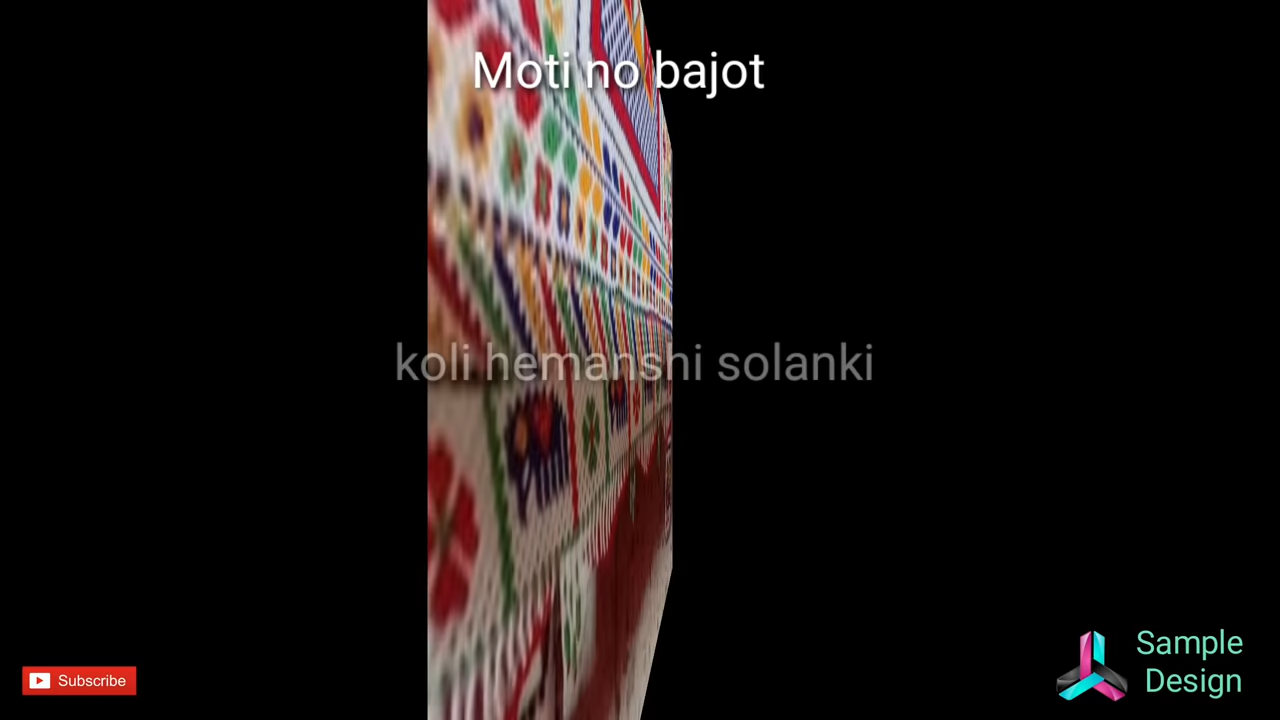 Moti no bajot
koli hemanshi solanki
Subscribe
Sample
Design